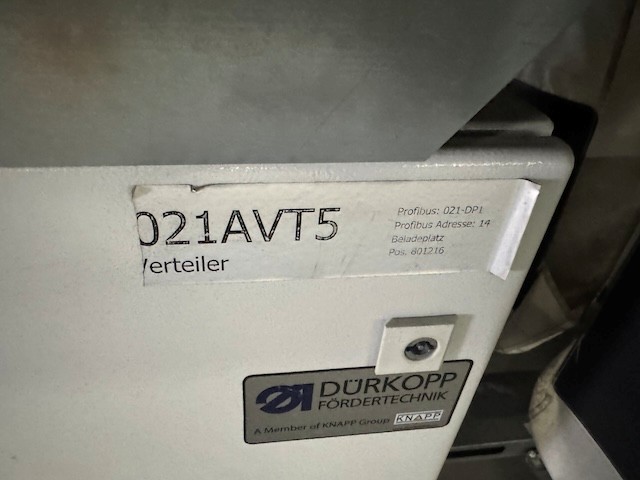 021AVT5
Verteiler
Profibus: 021-DP1
Profibus Adresse: 14
Beladeplatz
Pos. 801216
DÜRKOPP
FÖRDERTECHNIK
A Member of KNAPP Group KNAPP